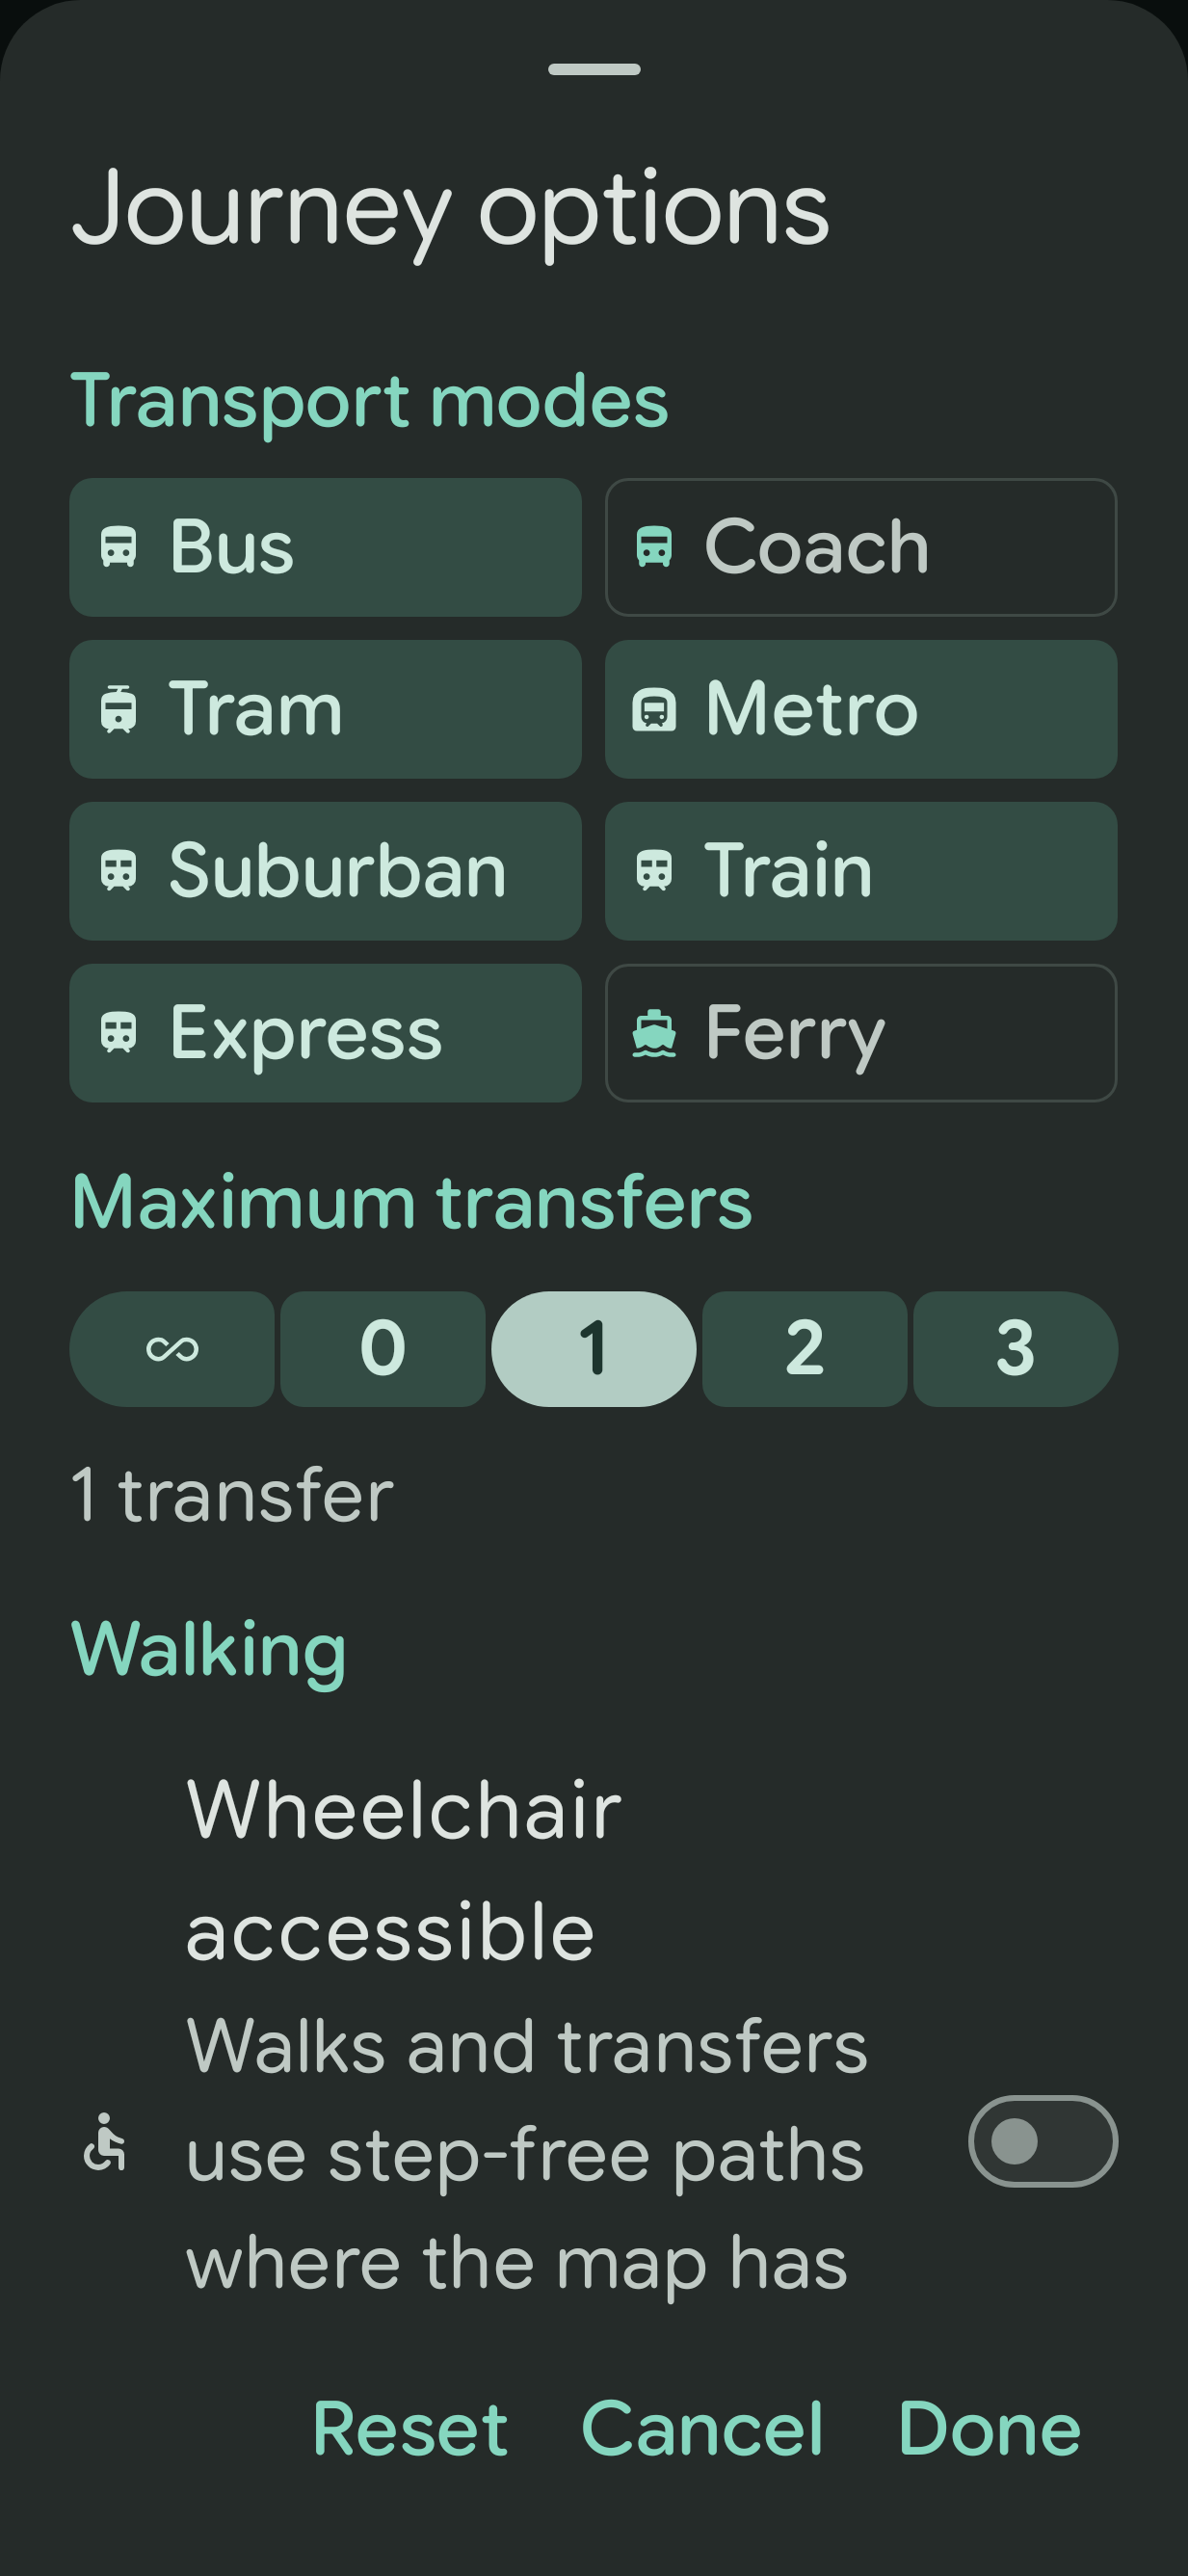 Journey options
Transport modes
Bus
Coach
Tram
Metro
Suburban
Train
Express
Ferry
Maximum transfers
∞ 0 1 2 3
1 transfer
Walking
Wheelchair
accessible
Walks and transfers
use step-free paths
where the map has
Reset Cancel Done